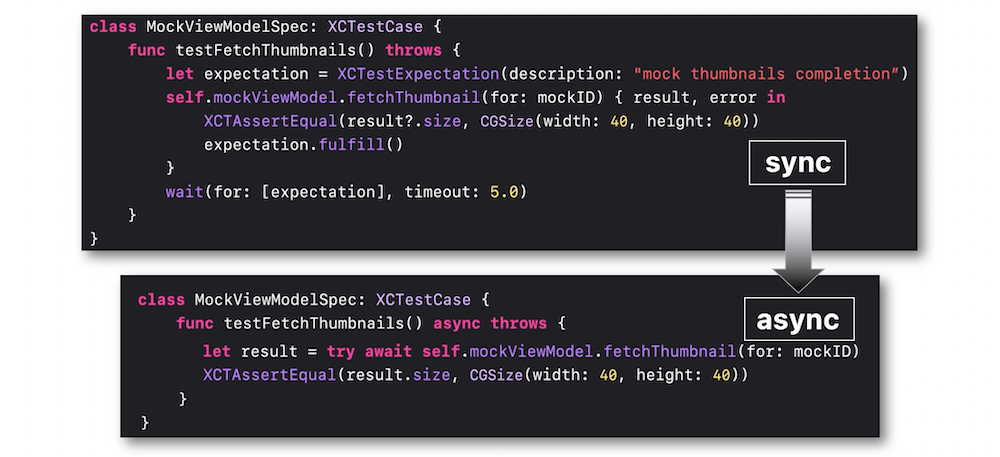 class MockViewModelSpec: XCTestCase {
func testFetchThumbnails() throws {
let expectation = XCTestExpectation(description: "mock thumbnails completion”)
self.mockViewModel.fetchThumbnail(for: mockID) { result, error in
XCTAssertEqual(result?.size, CGSize(width: 40, height: 40))
expectation.fulfill()
}
wait(for: [expectation], timeout: 5.0)
}
}
sync
class MockViewModelSpec: XCTestCase {
func testFetchThumbnails() async throws {
let result = try await self.mockViewModel.fetchThumbnail(for: mockID)
XCTAssertEqual(result.size, CGSize(width: 40, height: 40))
}
}
async